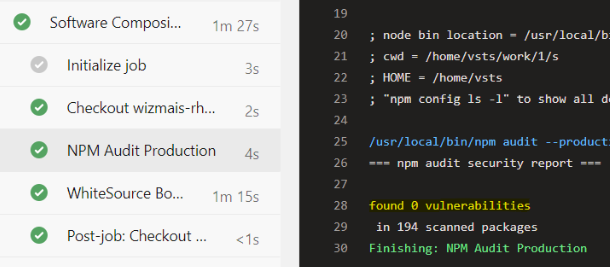 Software Composi... 1m 27s
Initialize job 3s
Checkout wizmais-rh... 2s
NPM Audit Production 4s
WhiteSource Bo... 1m 15s
Post-job: Checkout ... <1s
19
20 ; node bin location = /usr/local/bi
21 ; cwd = /home/vsts/work/1/s
22 ; HOME = /home/vsts
23 ; "npm config ls -l" to show all de
24
25 /usr/local/bin/npm audit --producti
26 === npm audit security report ===
27
28 found 0 vulnerabilities
29 in 194 scanned packages
30 Finishing: NPM Audit Production